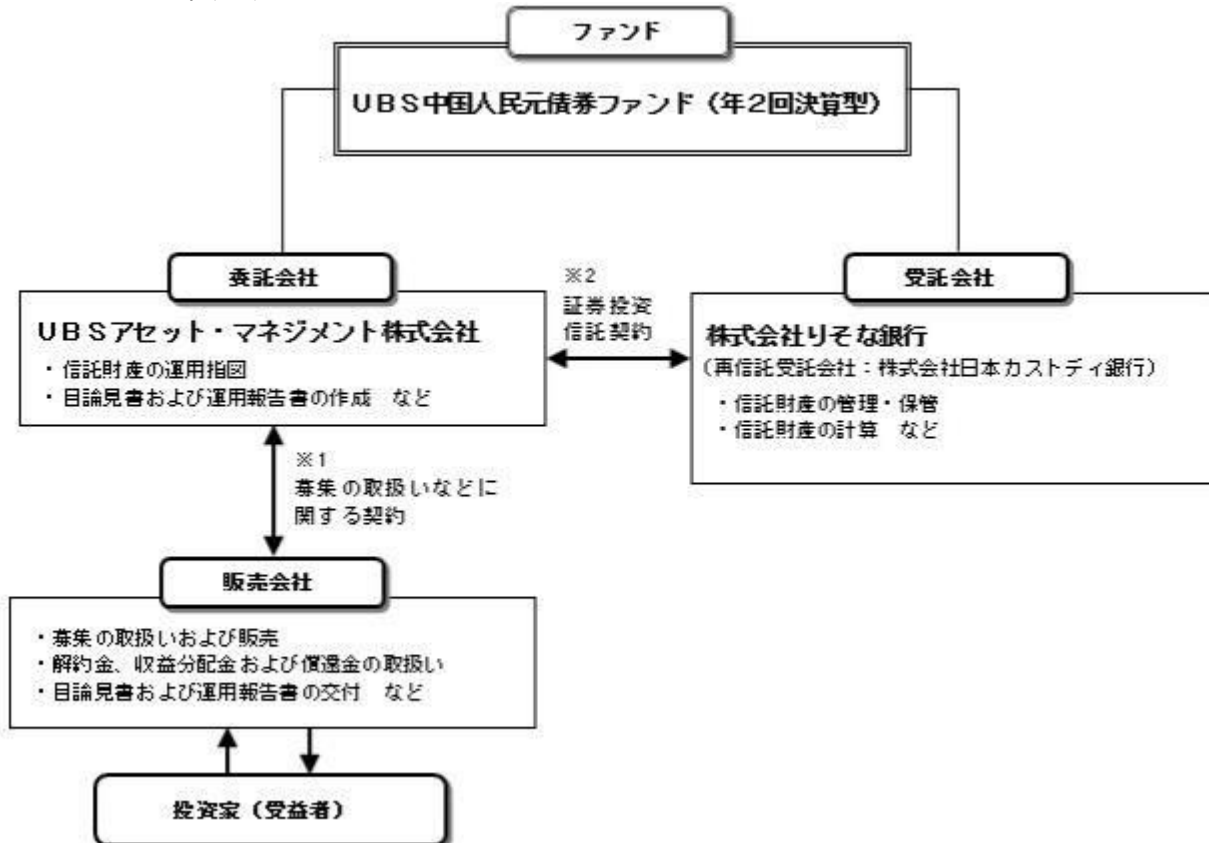 ファンド
UBS中国人民元債券ファンド（年2回決算型）
委託会社
UBSアセット・マネジメント株式会社
・信託財産の運用指図
・目論見書および運用報告書の作成　など
※2
証券投資
信託契約
受託会社
株式会社りそな銀行
（再信託受託会社：株式会社日本カストディ銀行）
・信託財産の管理・保管
・信託財産の計算　など
※1
募集の取扱いなどに
関する契約
販売会社
・募集の取扱いおよび販売
・解約金、収益分配金および償還金の取扱い
・目論見書および運用報告書の交付　など
投資家（受益者）